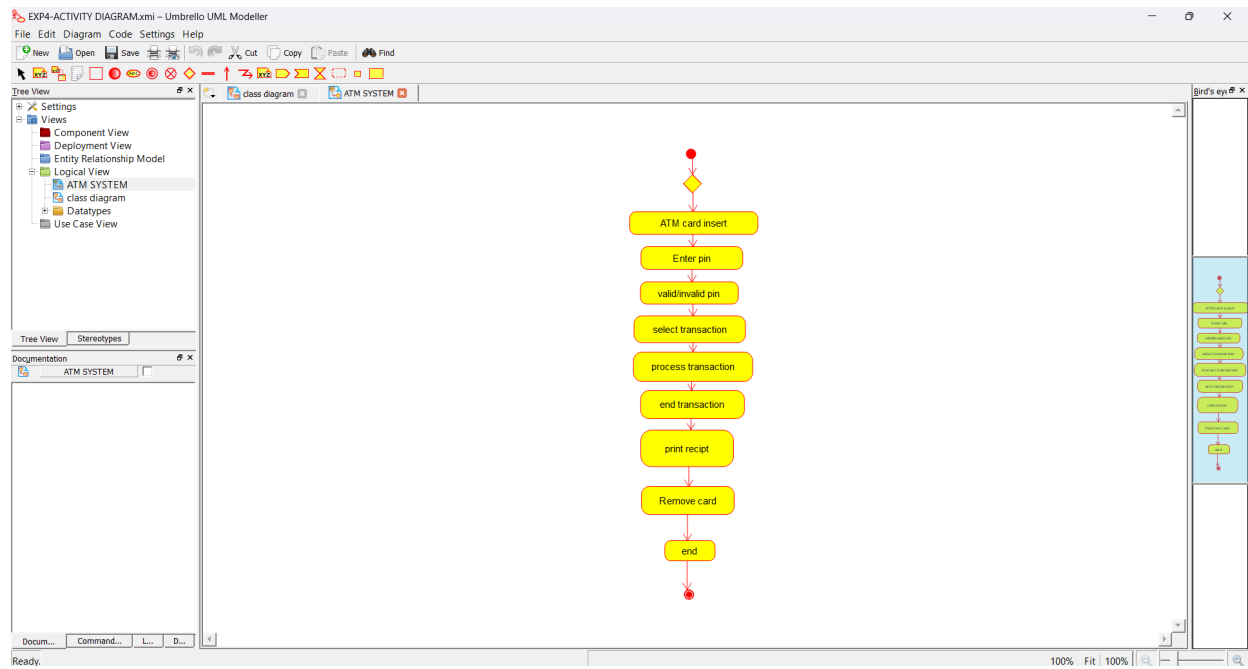 EXP4-ACTIVITY DIAGRAM.xmi – Umbrello UML Modeller
File Edit Diagram Code Settings Help
New Open Save Cut Copy Paste Find
Tree View
Settings
Views
Component View
Deployment View
Entity Relationship Model
Logical View
ATM SYSTEM
class diagram
Datatypes
Use Case View
Tree View Stereotypes
Documentation
ATM SYSTEM
Docum... Command... L... D...
class diagram ATM SYSTEM
ATM card insert
Enter pin
valid/invalid pin
select transaction
process transaction
end transaction
print recipt
Remove card
end
Bird's eye
Ready.
100% Fit 100%